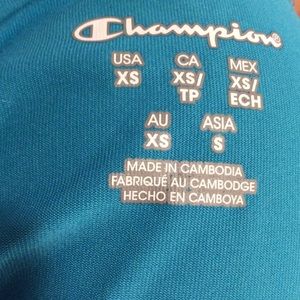 Champion®
USA CA MEX
XS XS/ XS/
TP ECH
AU ASIA
XS S
MADE IN CAMBODIA
FABRIQUÉ AU CAMBODGE
HECHO EN CAMBOYA